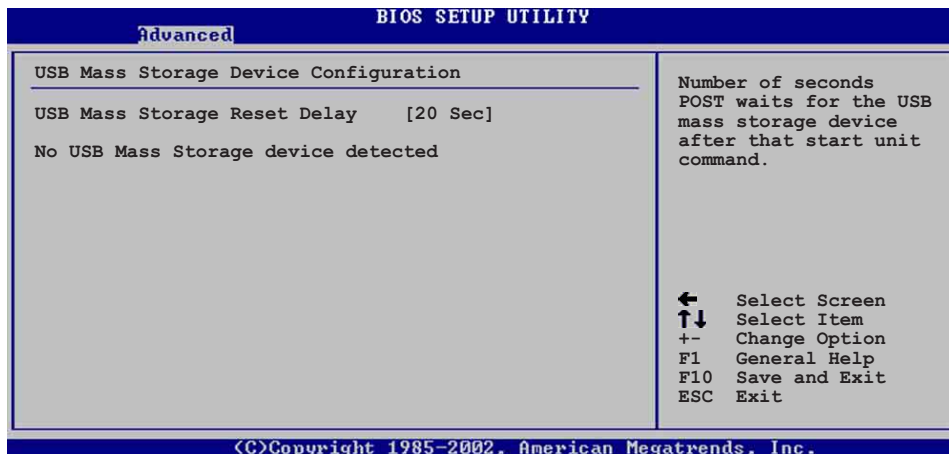 BIOS SETUP UTILITY
Advanced
USB Mass Storage Device Configuration
USB Mass Storage Reset Delay [20 Sec]
No USB Mass Storage device detected
Number of seconds
POST waits for the USB
mass storage device
after that start unit
command.
← Select Screen
↑↓ Select Item
+- Change Option
F1 General Help
F10 Save and Exit
ESC Exit
(C)Copyright 1985-2002, American Megatrends, Inc.